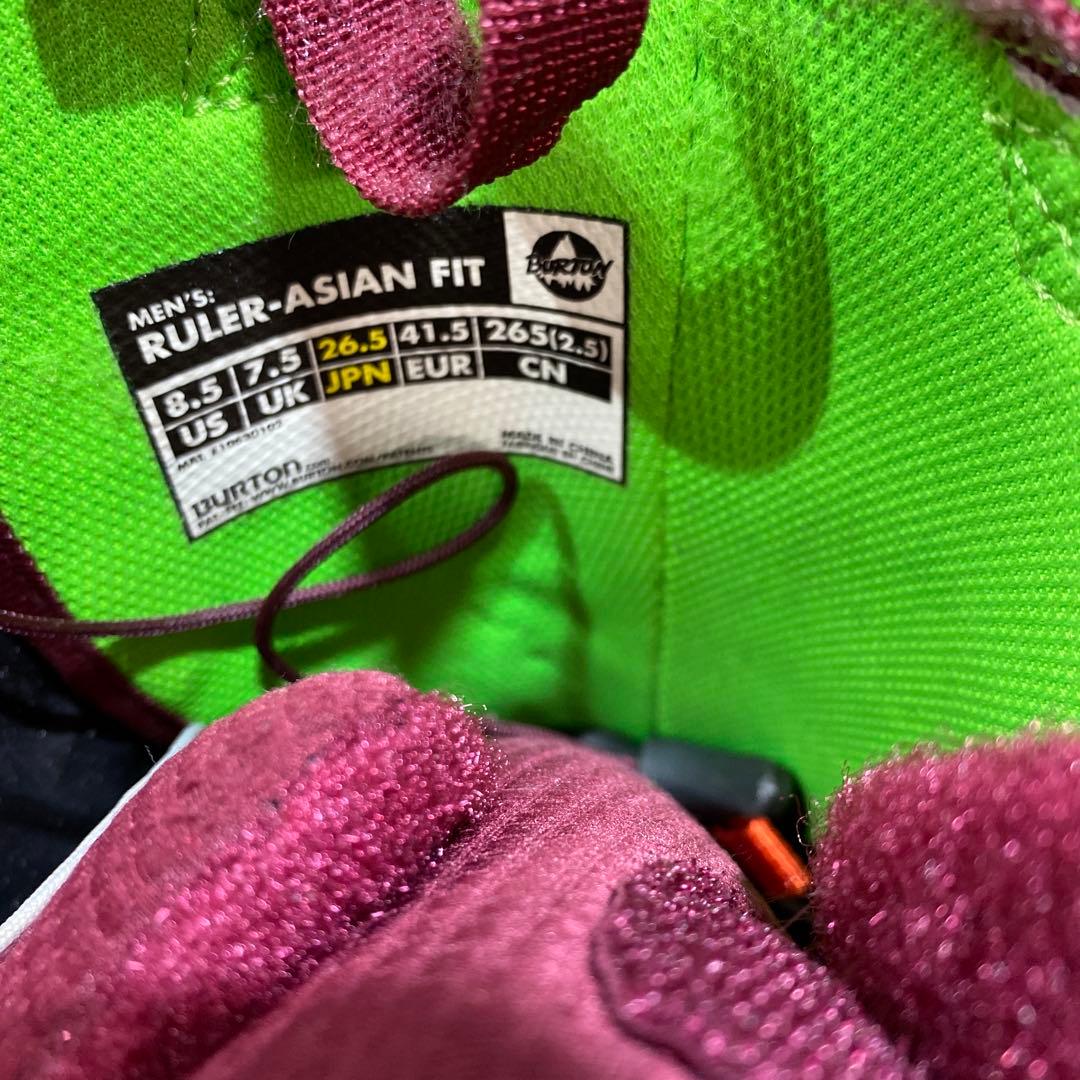 MEN'S:
RULER-ASIAN FIT
BURTON
8.5 7.5 26.5 41.5 265(2.5)
US UK JPN EUR CN
BURTON
MADE IN CHINA